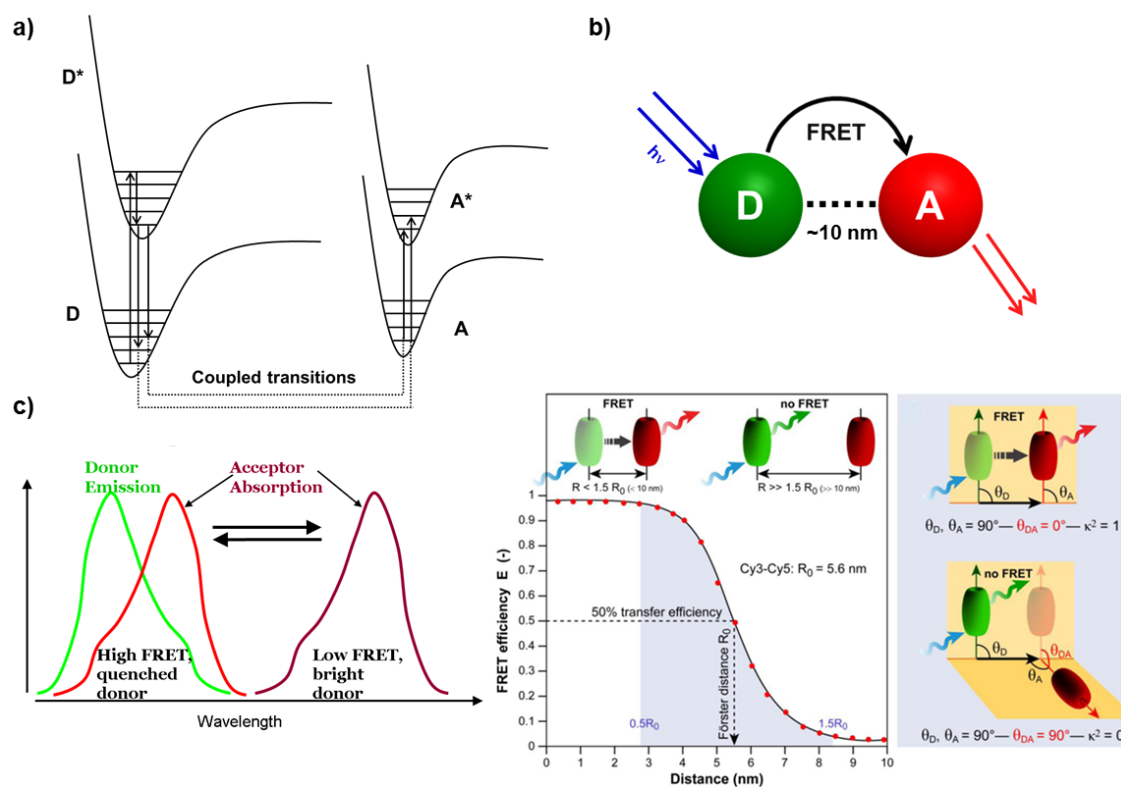 a)
D*
D
A*
A
Coupled transitions
b)
hν
FRET
D
A
~10 nm
c)
Donor
Emission
Acceptor
Absorption
High FRET,
quenched
donor
Low FRET,
bright
donor
Wavelength
FRET
R < 1.5 R₀ (< 10 nm)
no FRET
R >> 1.5 R₀ (>> 10 nm)
FRET efficiency E (-)
1
0.9
0.8
0.7
0.6
0.5
0.4
0.3
0.2
0.1
0
Cy3-Cy5: R₀ = 5.6 nm
50% transfer efficiency
Förster distance R₀
0.5R₀
1.5R₀
0 1 2 3 4 5 6 7 8 9 10
Distance (nm)
FRET
θD
θA
θD, θA = 90°— θDA = 0°— κ² = 1
no FRET
θD
θDA
θA
θD, θA = 90°— θDA = 90°— κ² = 0